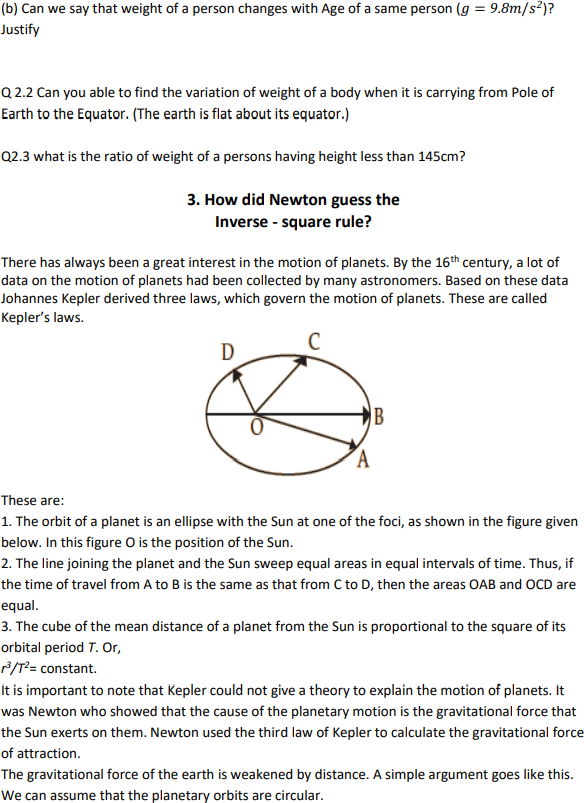 (b) Can we say that weight of a person changes with Age of a same person (g = 9.8m/s²)?
Justify
Q 2.2 Can you able to find the variation of weight of a body when it is carrying from Pole of
Earth to the Equator. (The earth is flat about its equator.)
Q2.3 what is the ratio of weight of a persons having height less than 145cm?
3. How did Newton guess the
Inverse - square rule?
There has always been a great interest in the motion of planets. By the 16th century, a lot of
data on the motion of planets had been collected by many astronomers. Based on these data
Johannes Kepler derived three laws, which govern the motion of planets. These are called
Kepler's laws.
D
C
B
O
A
These are:
1. The orbit of a planet is an ellipse with the Sun at one of the foci, as shown in the figure given
below. In this figure O is the position of the Sun.
2. The line joining the planet and the Sun sweep equal areas in equal intervals of time. Thus, if
the time of travel from A to B is the same as that from C to D, then the areas OAB and OCD are
equal.
3. The cube of the mean distance of a planet from the Sun is proportional to the square of its
orbital period T. Or,
r³/T²= constant.
It is important to note that Kepler could not give a theory to explain the motion of planets. It
was Newton who showed that the cause of the planetary motion is the gravitational force that
the Sun exerts on them. Newton used the third law of Kepler to calculate the gravitational force
of attraction.
The gravitational force of the earth is weakened by distance. A simple argument goes like this.
We can assume that the planetary orbits are circular.